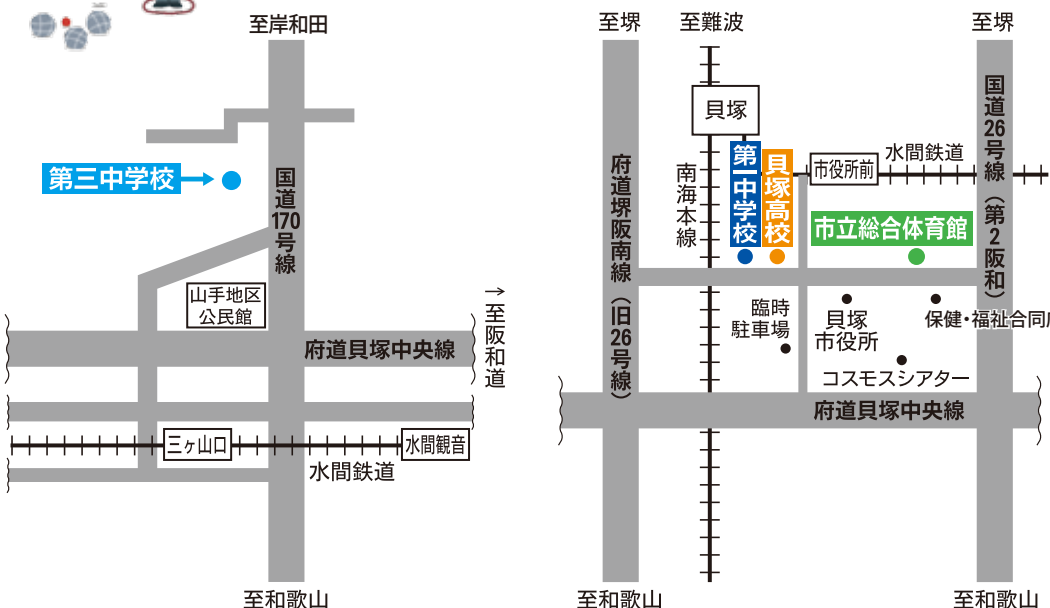 至岸和田
第三中学校
国道170号線
山手地区
公民館
→至阪和道
府道貝塚中央線
三ヶ山口
水間観音
水間鉄道
至和歌山
至堺
至難波
至堺
貝塚
水間鉄道
市役所前
第一中学校
貝塚高校
南海本線
府道堺阪南線（旧26号線）
国道26号線（第2阪和）
市立総合体育館
臨時
駐車場
貝塚
市役所
保健・福祉合同
コスモスシアター
府道貝塚中央線
至和歌山
至和歌山